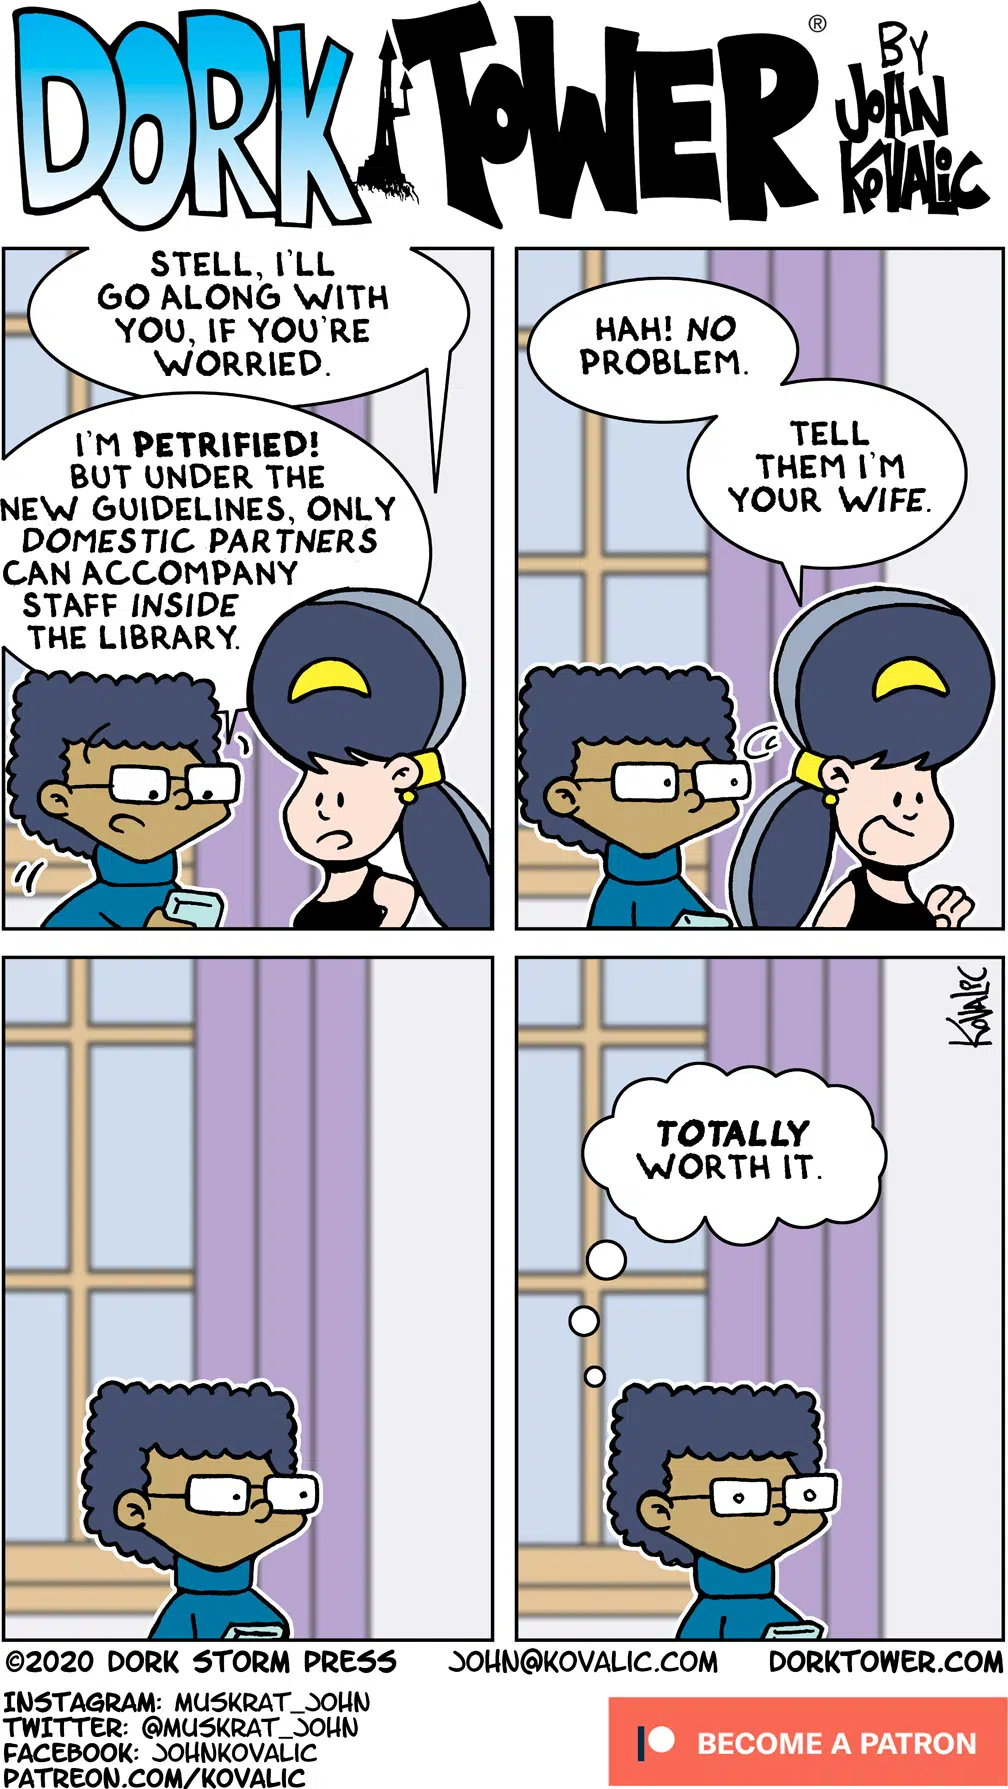 DORK TOWER®
BY
JOHN
KOVALIC
STELL, I'LL
GO ALONG WITH
YOU, IF YOU'RE
WORRIED.
I'M PETRIFIED!
BUT UNDER THE
NEW GUIDELINES, ONLY
DOMESTIC PARTNERS
CAN ACCOMPANY
STAFF INSIDE
THE LIBRARY.
HAH! NO
PROBLEM.
TELL
THEM I'M
YOUR WIFE.
KOVALIC
TOTALLY
WORTH IT.
©2020 DORK STORM PRESS JOHN@KOVALIC.COM DORKTOWER.COM
INSTAGRAM: MUSKRAT_JOHN
TWITTER: @MUSKRAT_JOHN
FACEBOOK: JOHNKOVALIC
PATREON.COM/KOVALIC
BECOME A PATRON